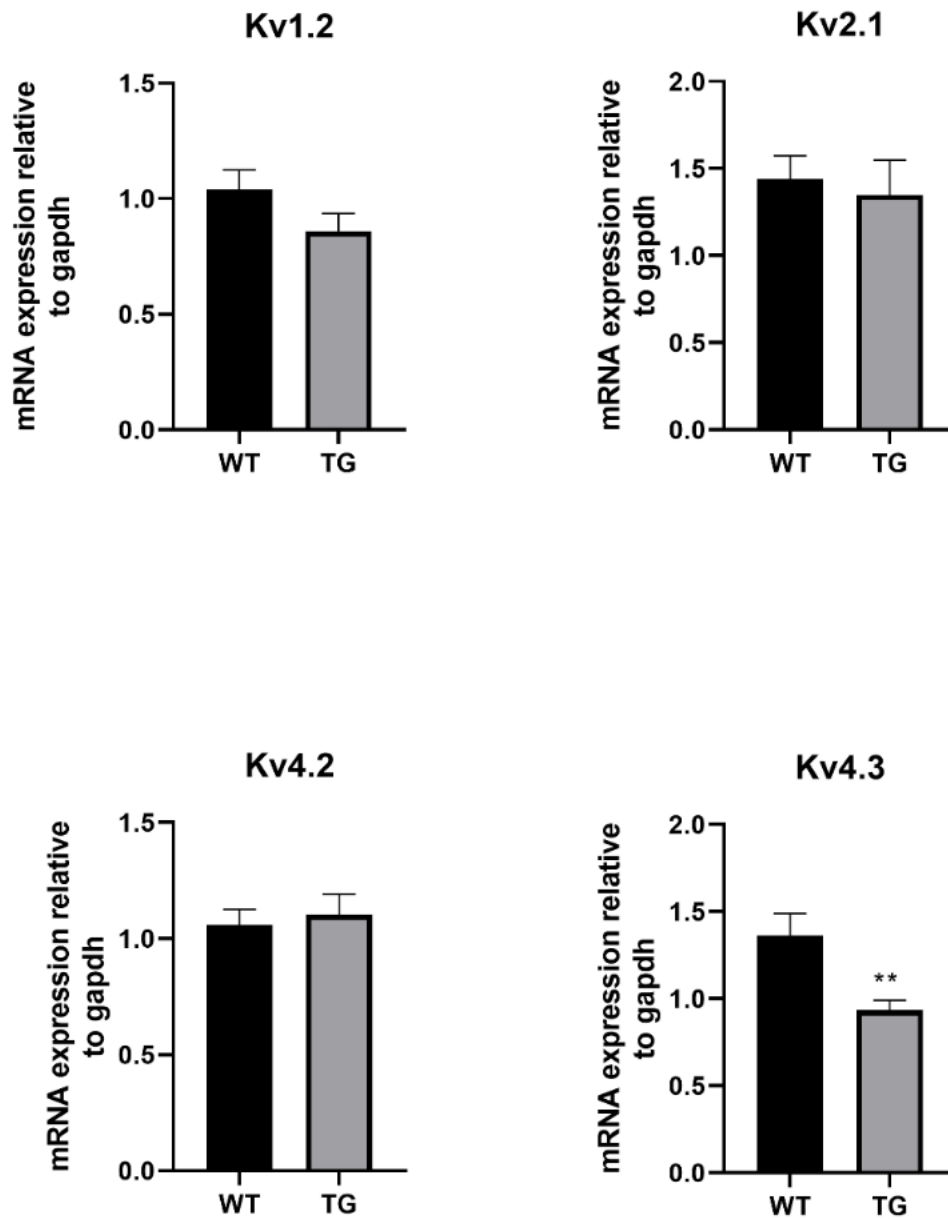 Kv1.2
mRNA expression relative
to gapdh
1.5
1.0
0.5
0.0
WT
TG
Kv2.1
mRNA expression relative
to gapdh
2.0
1.5
1.0
0.5
0.0
WT
TG
Kv4.2
mRNA expression relative
to gapdh
1.5
1.0
0.5
0.0
WT
TG
Kv4.3
mRNA expression relative
to gapdh
2.0
1.5
1.0
0.5
0.0
**
WT
TG